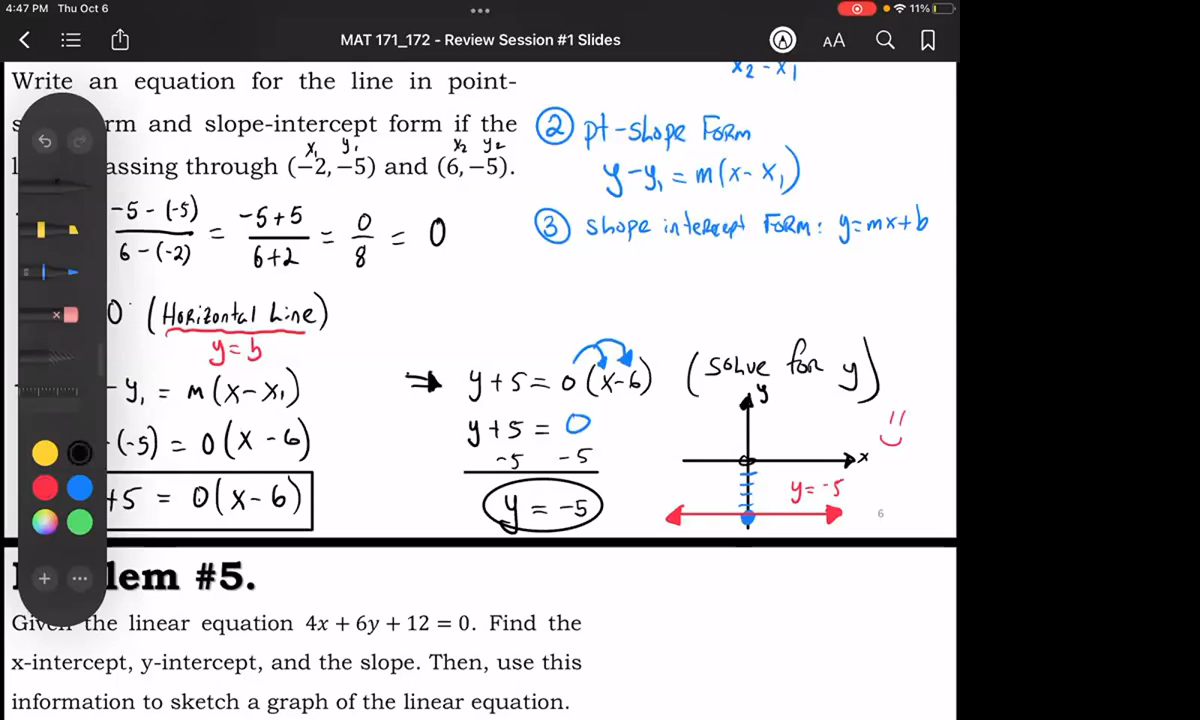 4:47 PM Thu Oct 6
11%
MAT 171_172 - Review Session #1 Slides
AA
x2 - x1
Write an equation for the line in point-
rm and slope-intercept form if the
x1 y1 x2 y2
assing through (−2, −5) and (6, −5).
-5 - (-5) / 6 - (-2) = -5 + 5 / 6 + 2 = 0 / 8 = 0
0 (Horizontal Line)
y = b
- y1 = m(x - x1)
- (-5) = 0(x - 6)
+5 = 0(x - 6)
② pt-slope Form
y - y1 = m(x - x1)
③ slope intercept Form: y = mx + b
⇒ y + 5 = 0(x - 6) (solve for y)
y + 5 = 0
-5 -5
y = -5
y
x
y = -5
6
lem #5.
Given the linear equation 4x + 6y + 12 = 0. Find the
x-intercept, y-intercept, and the slope. Then, use this
information to sketch a graph of the linear equation.